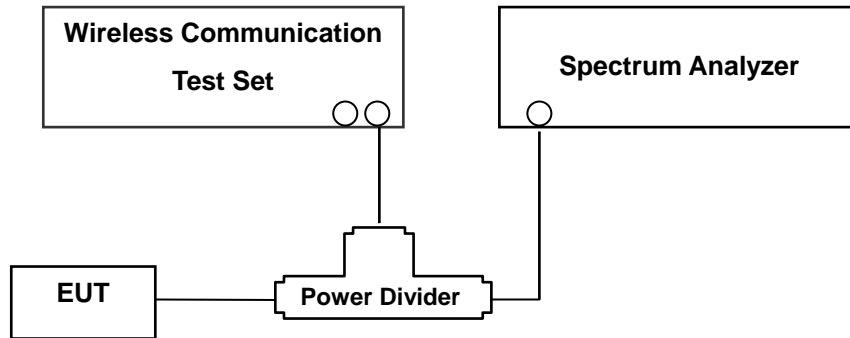 Wireless Communication
Test Set
Spectrum Analyzer
EUT
Power Divider